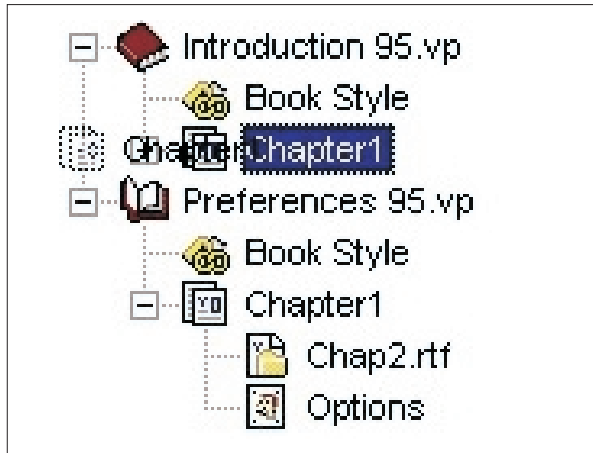 Introduction 95.vp
Book Style
Chapter1
Preferences 95.vp
Book Style
Chapter1
Chap2.rtf
Options